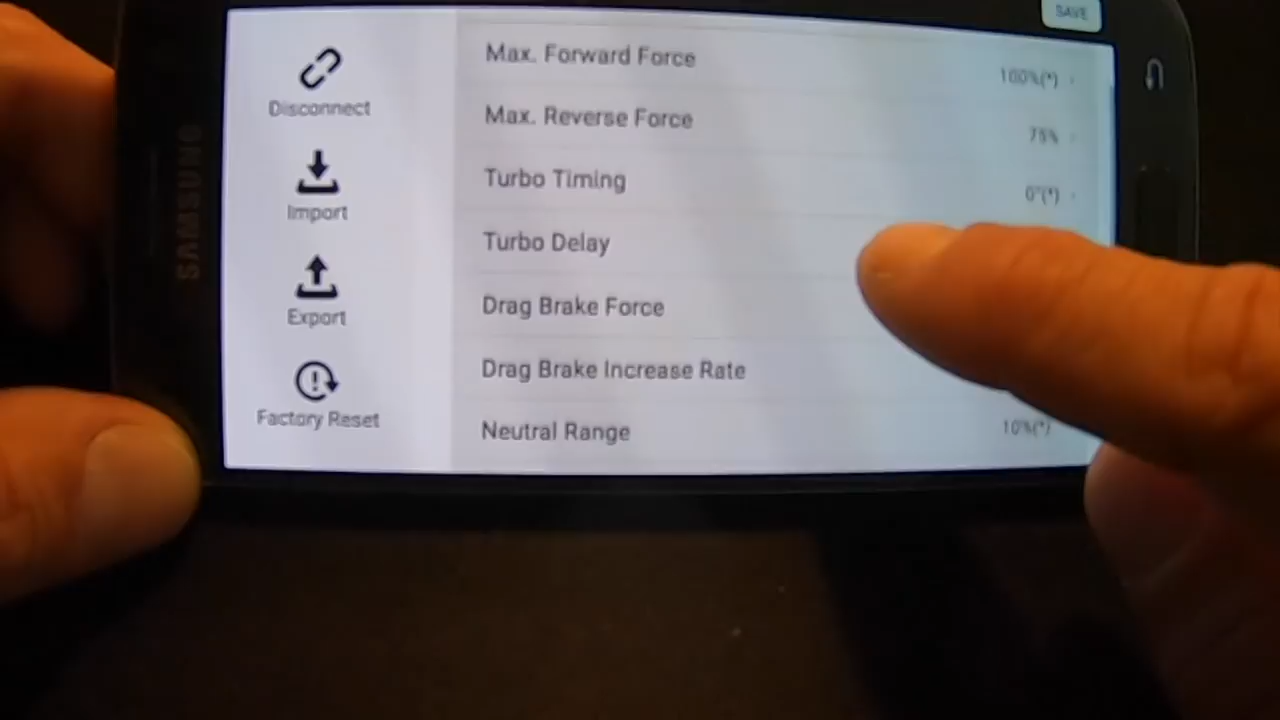 SAVE
SAMSUNG
Disconnect
Import
Export
Factory Reset
Max. Forward Force 100%(*)
Max. Reverse Force 75%
Turbo Timing 0°(*)
Turbo Delay
Drag Brake Force
Drag Brake Increase Rate
Neutral Range 10%(*)